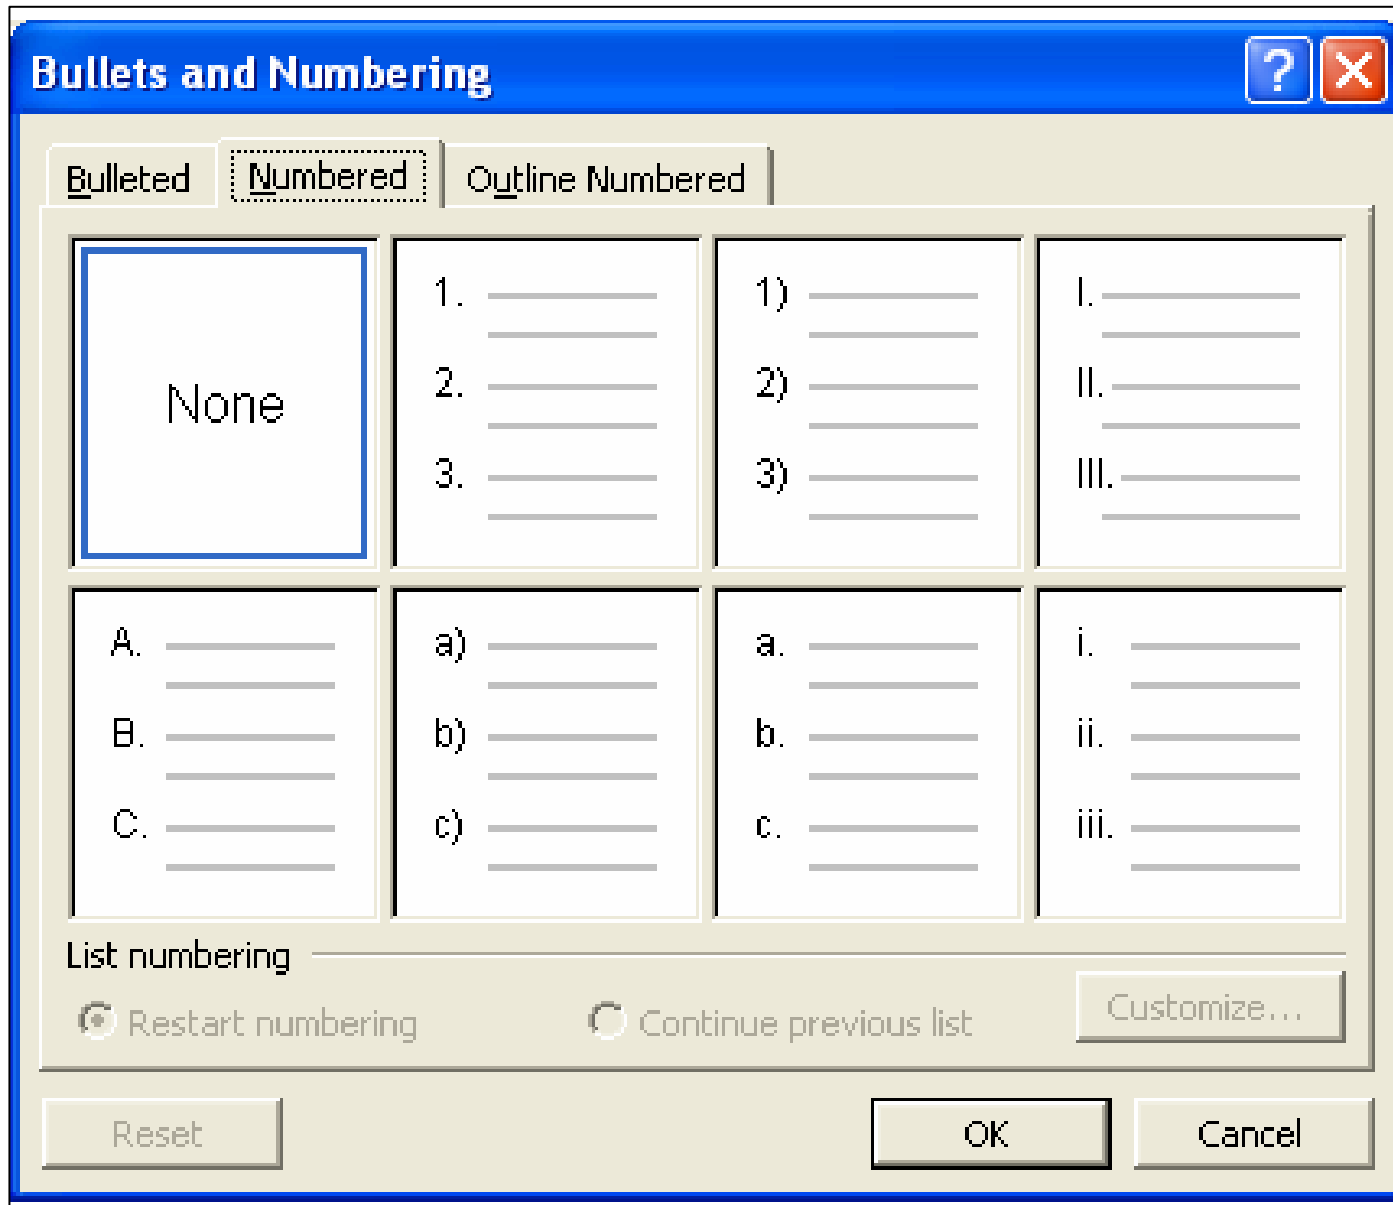 Bullets and Numbering ?
Bulleted Numbered Outline Numbered
None
1.
2.
3.
1)
2)
3)
I.
II.
III.
A.
B.
C.
a)
b)
c)
a.
b.
c.
i.
ii.
iii.
List numbering
Restart numbering Continue previous list Customize...
Reset OK Cancel